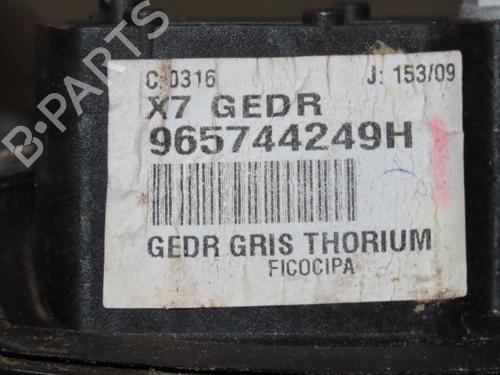 B-PARTS
C:0316 J: 153/09
X7 GEDR
965744249H
GEDR GRIS THORIUM
FICOCIPA